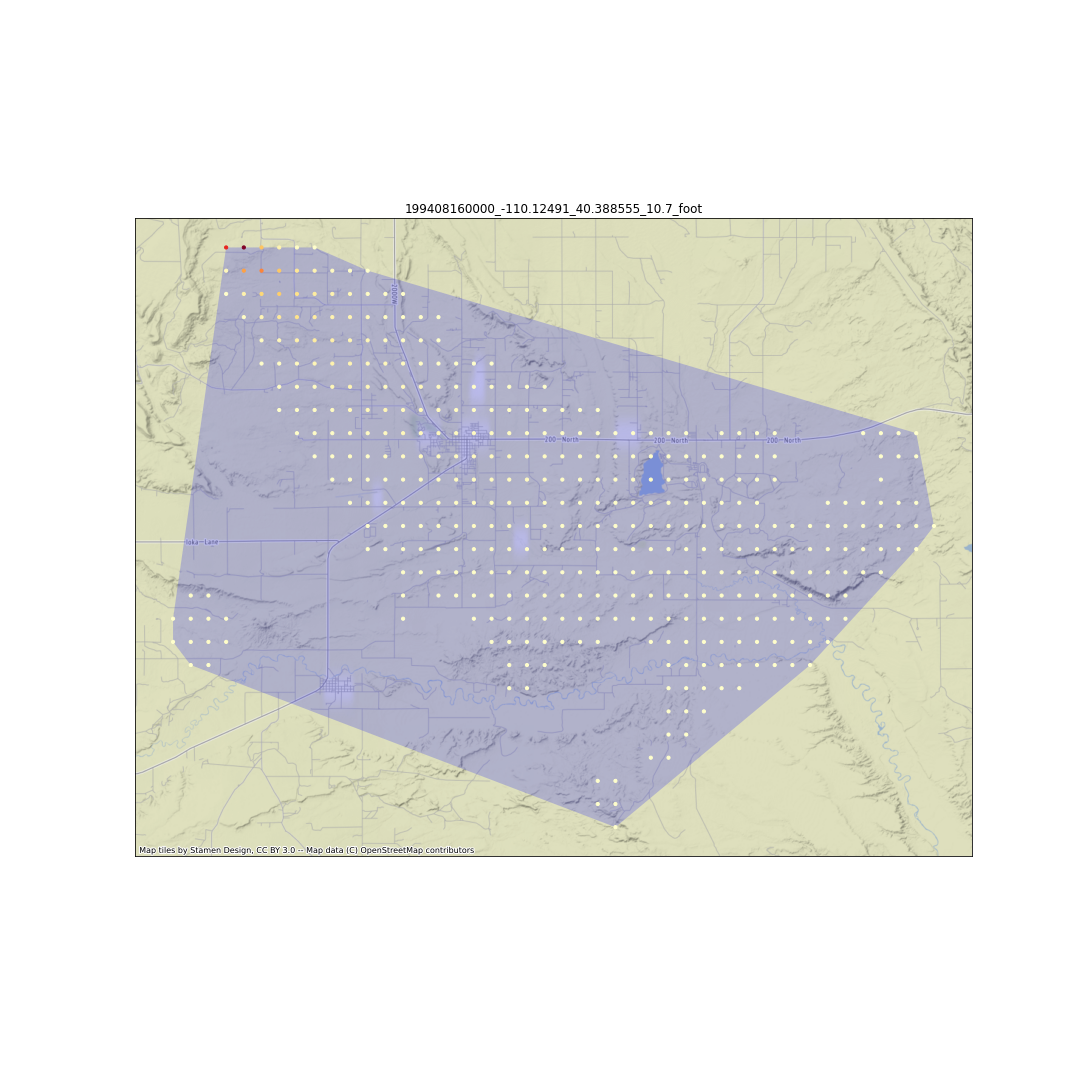 199408160000_-110.12491_40.388555_10.7_foot
1000W
200—North
200—North
200—North
Ioka—Lane
Map tiles by Stamen Design, CC BY 3.0 -- Map data (C) OpenStreetMap contributors